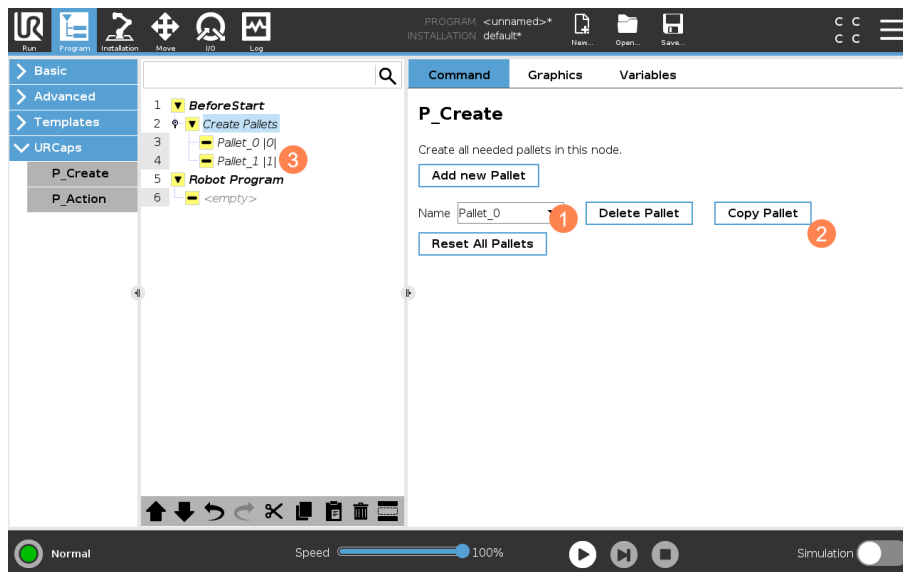 PROGRAM <unnamed>*
INSTALLATION default*
Run Program Installation Move I/O Log New... Open... Save...
C C
C C
Basic
Advanced
Templates
URCaps
P_Create
P_Action
1 BeforeStart
2 Create Pallets
3 Pallet_0 |0|
4 Pallet_1 |1| 3
5 Robot Program
6 <empty>
Command Graphics Variables
P_Create
Create all needed pallets in this node.
Add new Pallet
Name Pallet_0 1 Delete Pallet Copy Pallet 2
Reset All Pallets
Normal Speed 100% Simulation